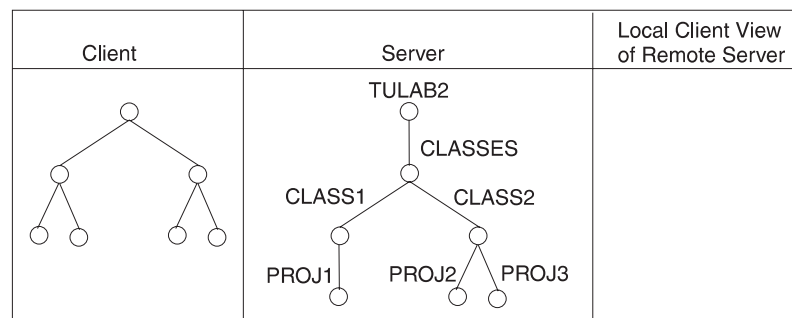 Client
Server
Local Client View
of Remote Server
TULAB2
CLASSES
CLASS1
CLASS2
PROJ1
PROJ2
PROJ3